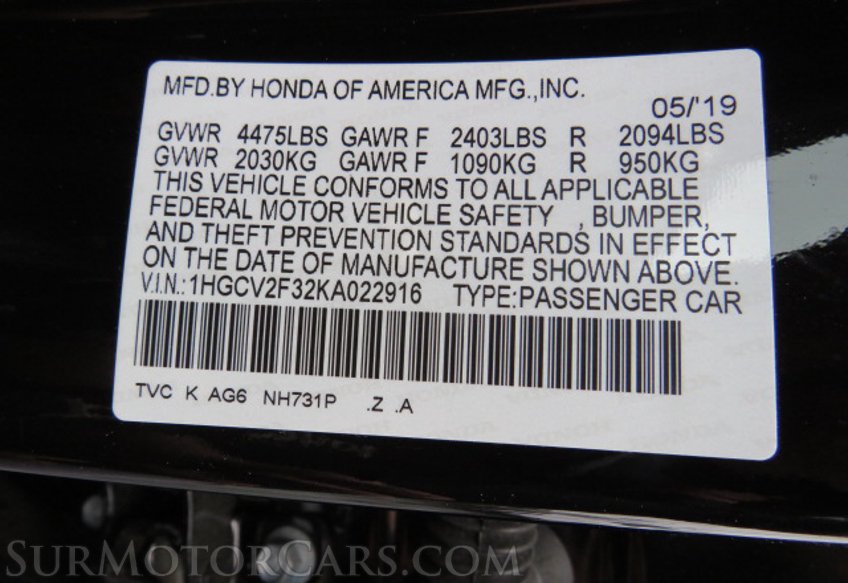 MFD.BY HONDA OF AMERICA MFG.,INC.
05/'19
GVWR 4475LBS GAWR F 2403LBS R 2094LBS
GVWR 2030KG GAWR F 1090KG R 950KG
THIS VEHICLE CONFORMS TO ALL APPLICABLE
FEDERAL MOTOR VEHICLE SAFETY , BUMPER,
AND THEFT PREVENTION STANDARDS IN EFFECT
ON THE DATE OF MANUFACTURE SHOWN ABOVE.
V.I.N.:1HGCV2F32KA022916 TYPE:PASSENGER CAR
TVC K AG6 NH731P .Z .A
SURMOTORCARS.COM